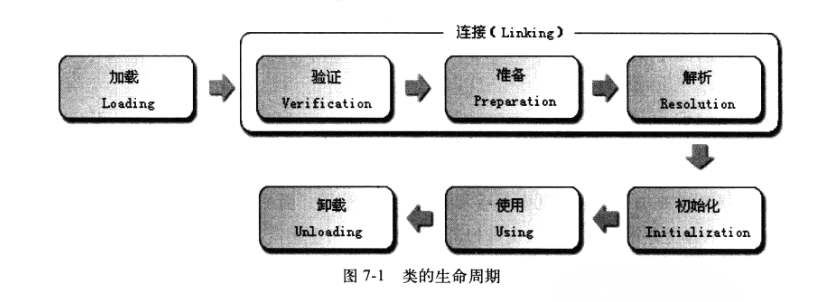 连接（Linking）
加载
Loading
验证
Verification
准备
Preparation
解析
Resolution
卸载
Unloading
使用
Using
初始化
Initialization
图 7-1 类的生命周期